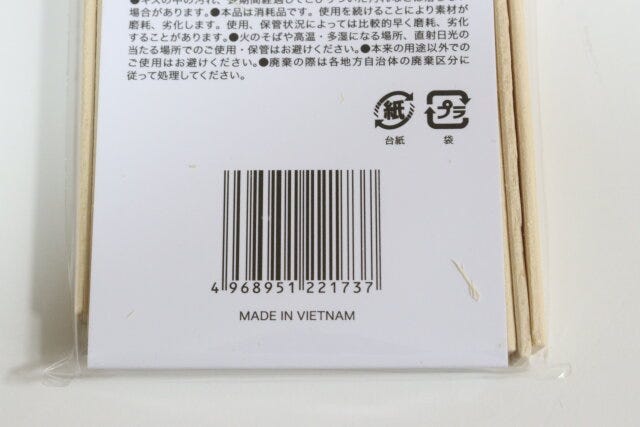 場合があります。●本品は消耗品です。使用を続けることにより素材が
磨耗、劣化します。使用、保管状況によっては比較的早く磨耗、劣化
することがあります。●火のそばや高温・多湿になる場所、直射日光の
当たる場所でのご使用・保管はお避けください。●本来の用途以外での
ご使用はお避けください。●廃棄の際は各地方自治体の廃棄区分に
従って処理してください。
紙 プラ
台紙 袋
4 968951 221737
MADE IN VIETNAM